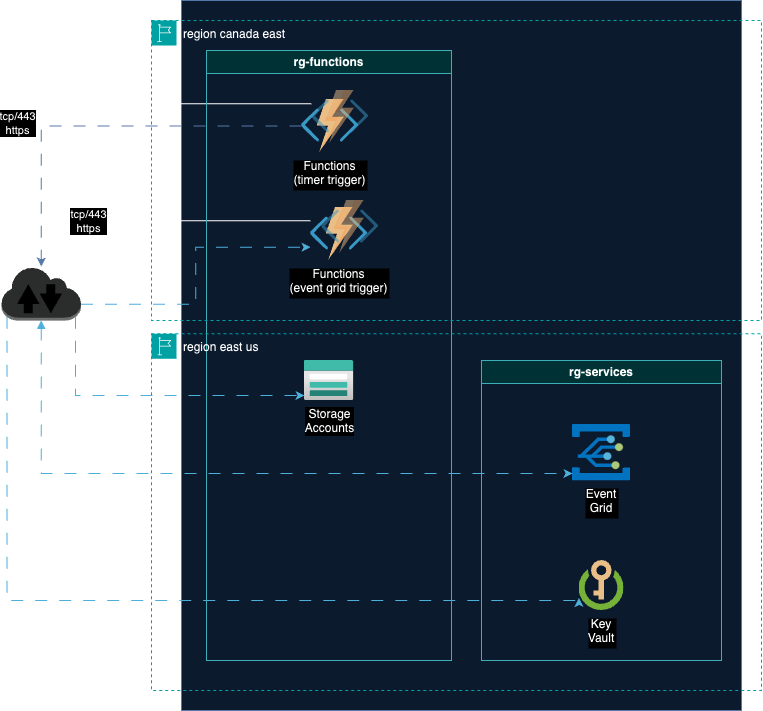 region canada east
rg-functions
tcp/443
https
Functions
(timer trigger)
tcp/443
https
Functions
(event grid trigger)
region east us
rg-services
Storage
Accounts
Event
Grid
Key
Vault